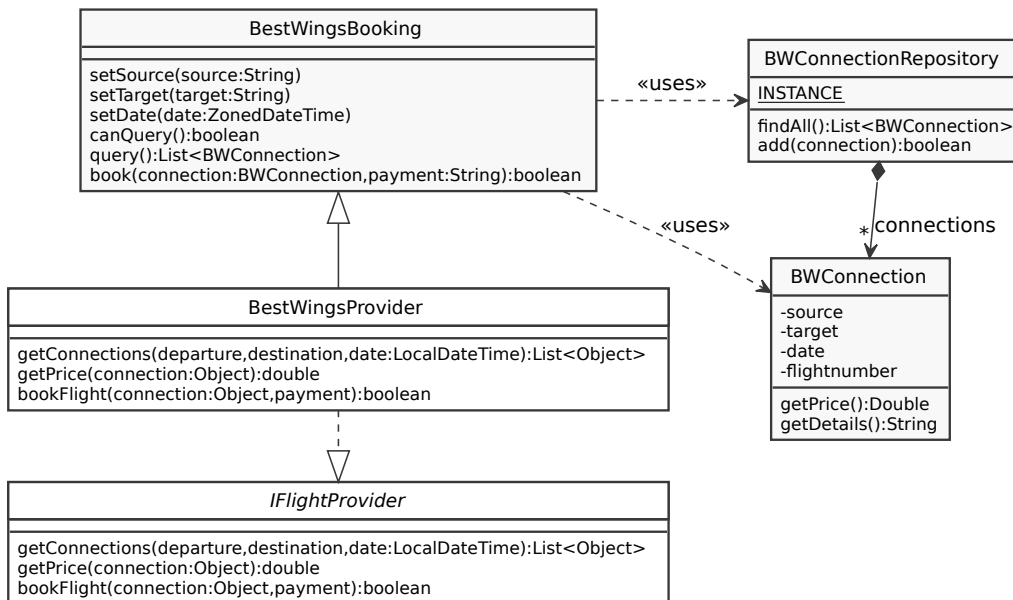 BestWingsBooking
setSource(source:String)
setTarget(target:String)
setDate(date:ZonedDateTime)
canQuery():boolean
query():List<BWConnection>
book(connection:BWConnection,payment:String):boolean
«uses»
BWConnectionRepository
INSTANCE
findAll():List<BWConnection>
add(connection):boolean
«uses»
* connections
BWConnection
-source
-target
-date
-flightnumber
getPrice():Double
getDetails():String
BestWingsProvider
getConnections(departure,destination,date:LocalDateTime):List<Object>
getPrice(connection:Object):double
bookFlight(connection:Object,payment):boolean
IFlightProvider
getConnections(departure,destination,date:LocalDateTime):List<Object>
getPrice(connection:Object):double
bookFlight(connection:Object,payment):boolean